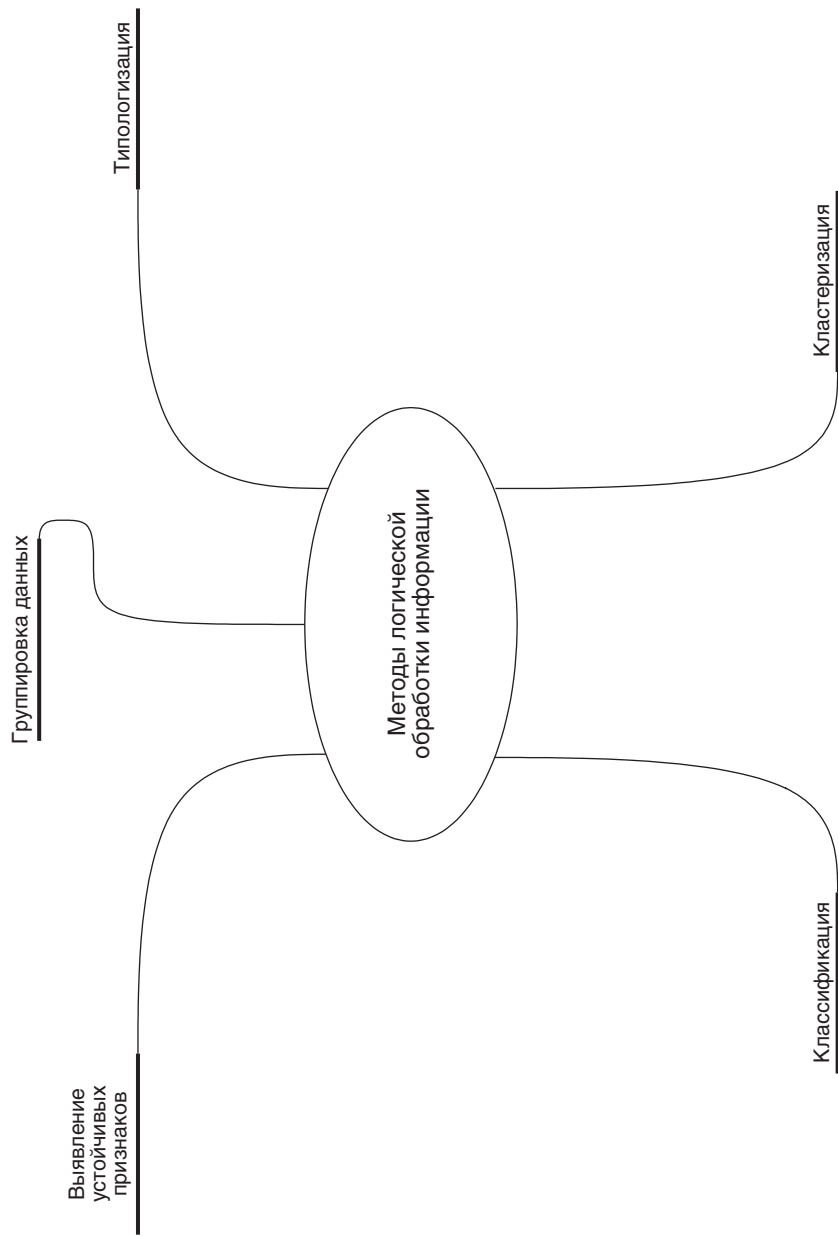 Выявление
устойчивых
признаков
Группировка данных
Типологизация
Методы логической
обработки информации
Классификация
Кластеризация